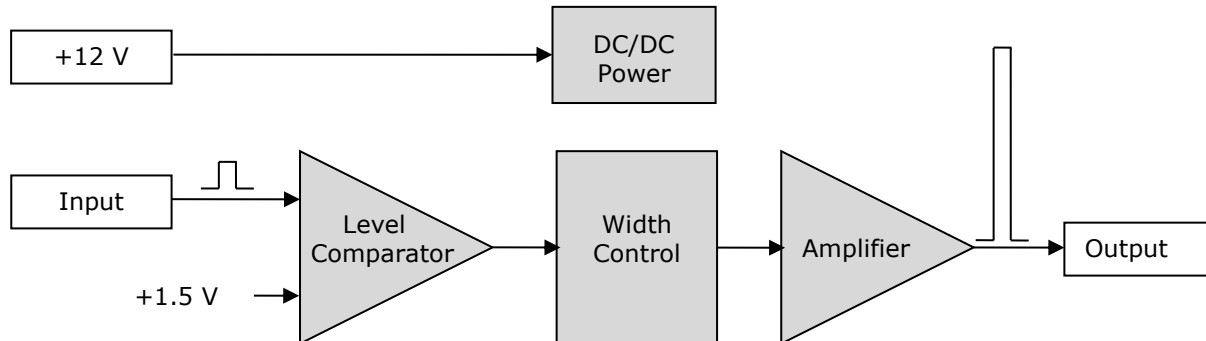 +12 V
DC/DC
Power
Input
Level
Comparator
+1.5 V
Width
Control
Amplifier
Output